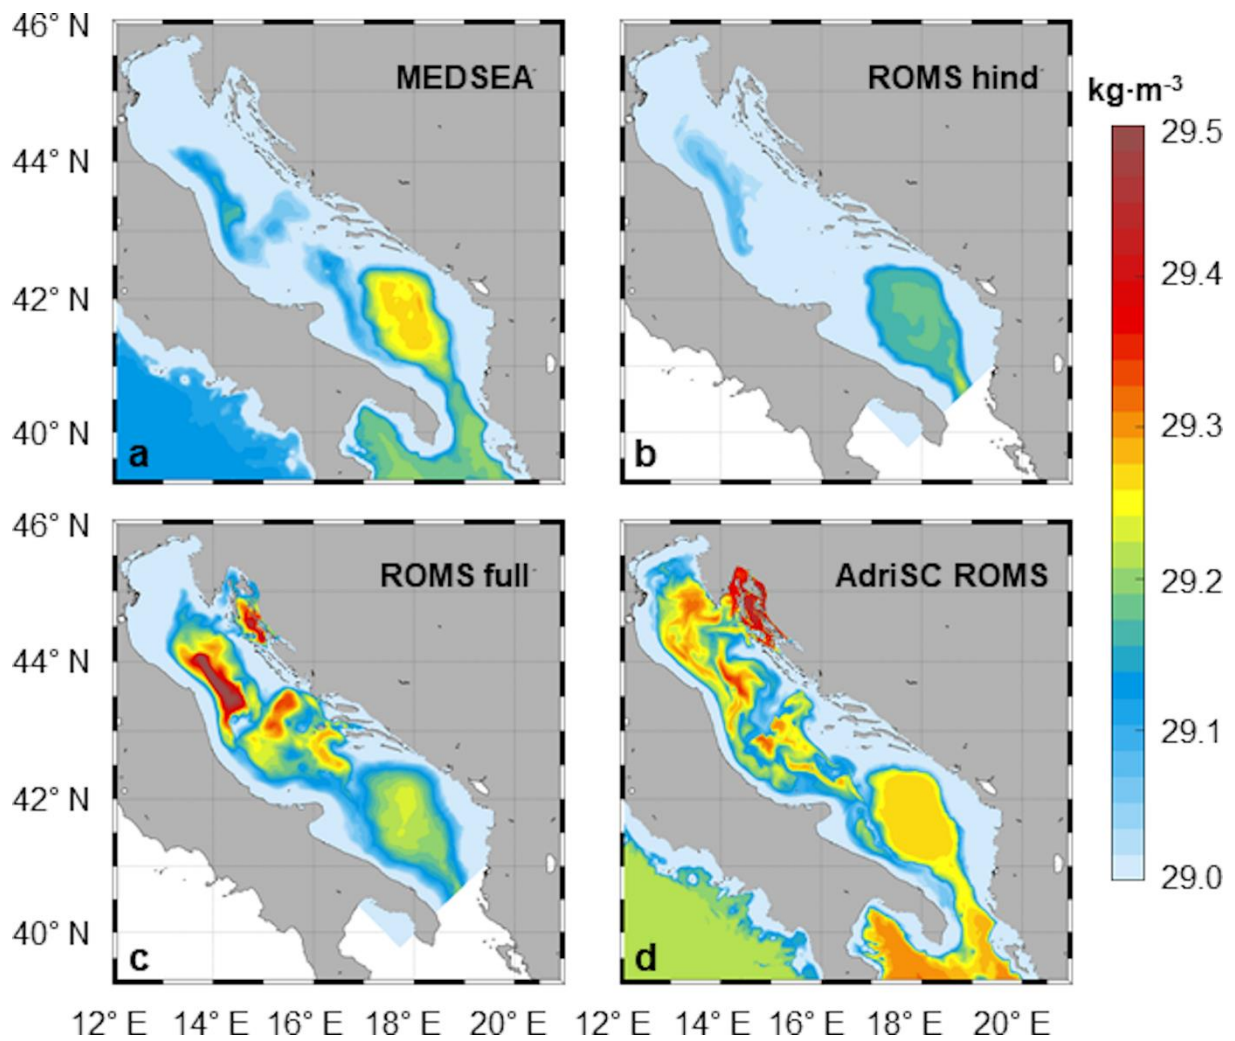 46° N
MEDSEA
ROMS hind
kg·m⁻³
29.5
44° N
29.4
42° N
29.3
40° N
a
b
29.2
46° N
ROMS full
AdriSC ROMS
44° N
29.1
42° N
29.0
40° N
c
d
12° E 14° E 16° E 18° E 20° E 12° E 14° E 16° E 18° E 20° E